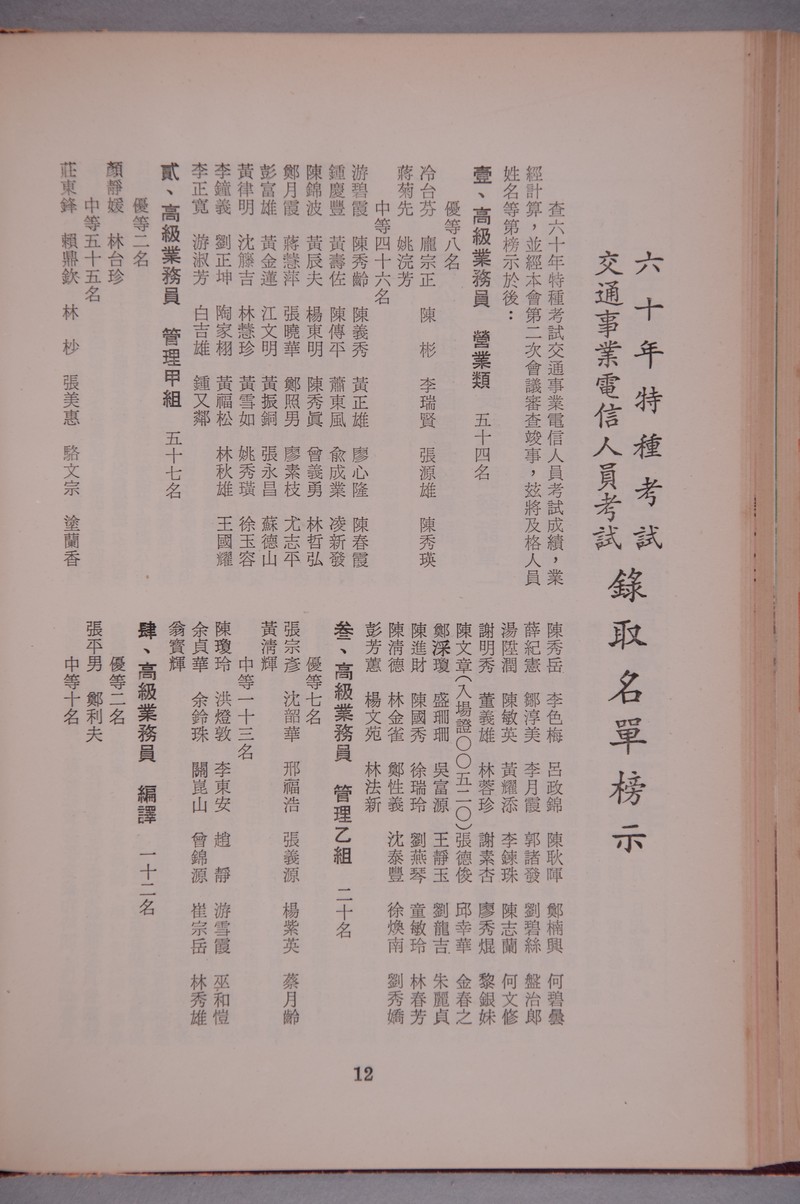 六十年特種考試
交通事業電信人員考試
錄取名單榜示
查六十年特種考試交通事業電信人員考試成績，業
經計算，並經本會第二次會議審查竣事，茲將及格人員
姓名等第榜示於後：
壹、高級業務員　營業類　五十四名
優等八名
冷台芬　龐宗正　陳　彬　李瑞賢　張源雄　陳秀瑛
蔣菊先　姚浣芳
中等四十六名
游碧霞　陳秀齡　陳義秀　黃正雄　廖心隆　陳春霞
鍾慶豐　黃壽佐　陳傳平　蕭東風　兪成業　凌新發
陳錦波　黃辰夫　楊東明　陳秀眞　曾義勇　林哲弘
鄭月霞　蔣慧萍　張曉華　鄭照男　廖素枝　尤志平
彭富雄　黃金蓮　江文明　黃振銅　張永昌　蘇德山
黃律明　沈籐吉　林慧珍　黃雪如　姚秀璜　徐玉容
李鐘義　劉正坤　陶家栩　黃福松　林秋雄　王國耀
李正寬　游淑芳　白吉雄　鍾又鄰
貳、高級業務員　管理甲組　五十七名
優等二名
顏靜媛　林台珍
中等五十五名
莊東鋒　賴鼎欽　林　杪　張美惠　駱文宗　塗蘭香
陳秀岳　李色梅　呂政錦　陳耿暉　鄭楠興　何碧曇
薛紀憲　鄒淳美　李月霞　郭諸發　劉碧絲　盤治郎
湯陞潤　陳敏英　黃耀添　李錬珠　陳志蘭　何文修
謝明秀　董義雄　林蓉珍　謝素杏　廖秀焜　黎銀妹
陳文章（入場證〇〇五二〇）張德俊　邱幸華　金春之
鄭深瓊　盛珊珊　吳富源　王靜玉　劉龍吉　朱麗貞
陳進財　陳國秀　徐瑞玲　劉燕琴　童敏玲　林春芳
陳淸德　林金雀　鄭性義　沈泰豐　徐煥南　劉秀嬌
彭芳蕙　楊文苑　林法新
叁、高級業務員　管理乙組　二十名
優等七名
張宗彥　沈韶華　邢福浩　張義源　楊紫英　蔡月齡
黃淸輝
中等一十三名
陳瓊玲　洪燈敦　李東安　趙　靜　游雪霞　巫和愷
余貞華　余鈴珠　關崑山　曾錦源　崔宗岳　林秀雄
翁寳輝
肆、高級業務員　編譯　一十二名
優等二名
張平男　鄭利夫
中等十名
12